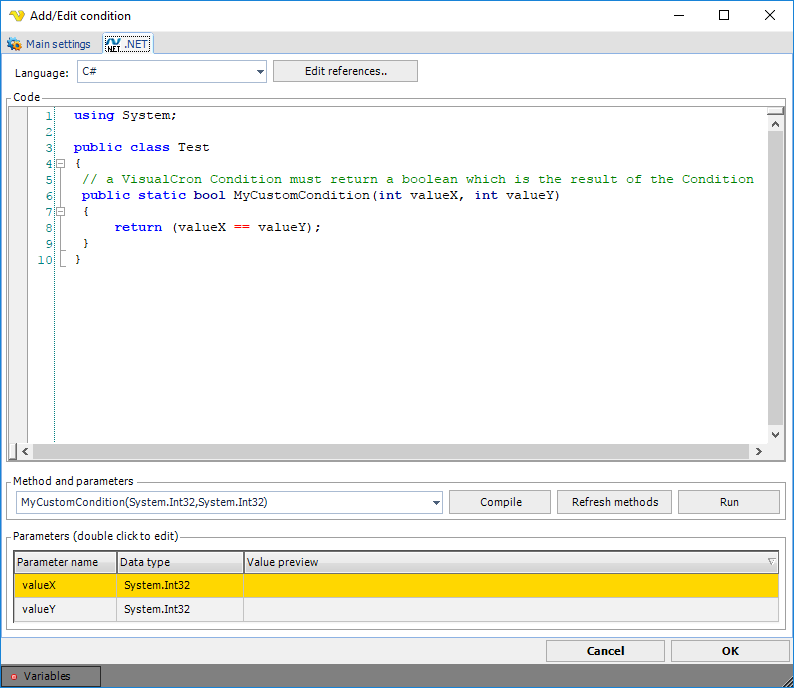 Add/Edit condition
Main settings
.NET
Language: C# Edit references..
Code
1 using System;
2
3 public class Test
4 {
5 // a VisualCron Condition must return a boolean which is the result of the Condition
6 public static bool MyCustomCondition(int valueX, int valueY)
7 {
8 return (valueX == valueY);
9 }
10 }
Method and parameters
MyCustomCondition(System.Int32,System.Int32) Compile Refresh methods Run
Parameters (double click to edit)
Parameter name Data type Value preview
valueX System.Int32
valueY System.Int32
Cancel OK
Variables